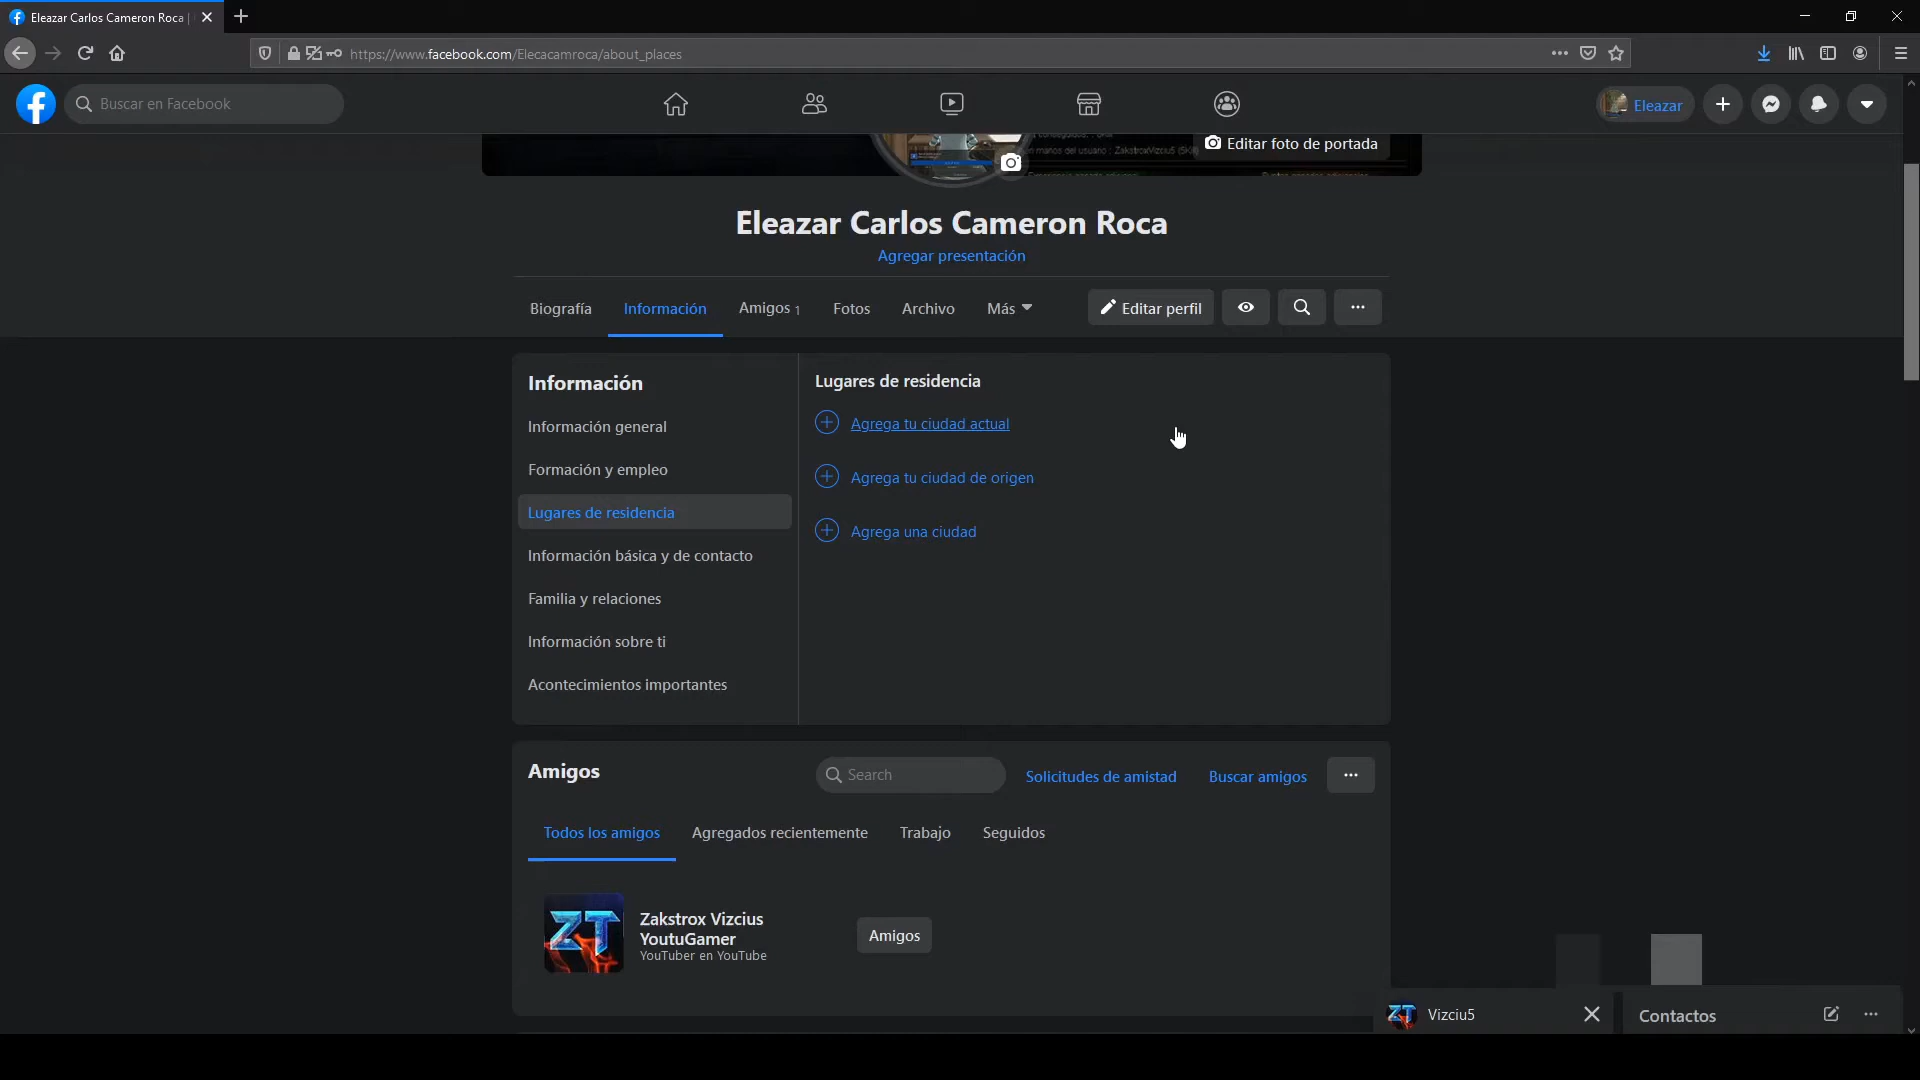 Eleazar Carlos Cameron Roca |
https://www.facebook.com/Elecacamroca/about_places
Buscar en Facebook
Eleazar
Editar foto de portada
Eleazar Carlos Cameron Roca
Agregar presentación
Biografía
Información
Amigos 1
Fotos
Archivo
Más
Editar perfil
Información
Información general
Formación y empleo
Lugares de residencia
Información básica y de contacto
Familia y relaciones
Información sobre ti
Acontecimientos importantes
Lugares de residencia
Agrega tu ciudad actual
Agrega tu ciudad de origen
Agrega una ciudad
Amigos
Search
Solicitudes de amistad
Buscar amigos
Todos los amigos
Agregados recientemente
Trabajo
Seguidos
ZT
Zakstrox Vizcius
YoutuGamer
YouTuber en YouTube
Amigos
ZT
Vizciu5
Contactos